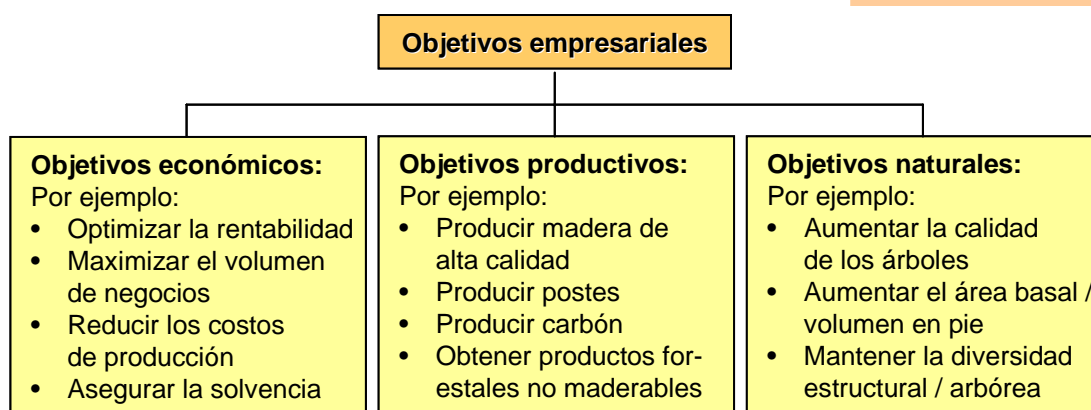 Objetivos empresariales
Objetivos económicos:
Por ejemplo:
• Optimizar la rentabilidad
• Maximizar el volumen
de negocios
• Reducir los costos
de producción
• Asegurar la solvencia
Objetivos productivos:
Por ejemplo:
• Producir madera de
alta calidad
• Producir postes
• Producir carbón
• Obtener productos for-
estales no maderables
Objetivos naturales:
Por ejemplo:
• Aumentar la calidad
de los árboles
• Aumentar el área basal /
volumen en pie
• Mantener la diversidad
estructural / arbórea